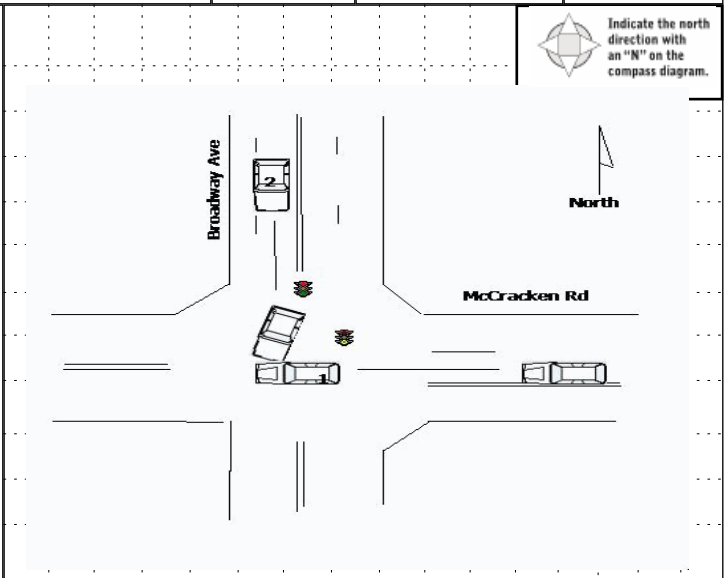 Indicate the north
direction with
an "N" on the
compass diagram.
Broadway Ave
2
North
McCracken Rd
1